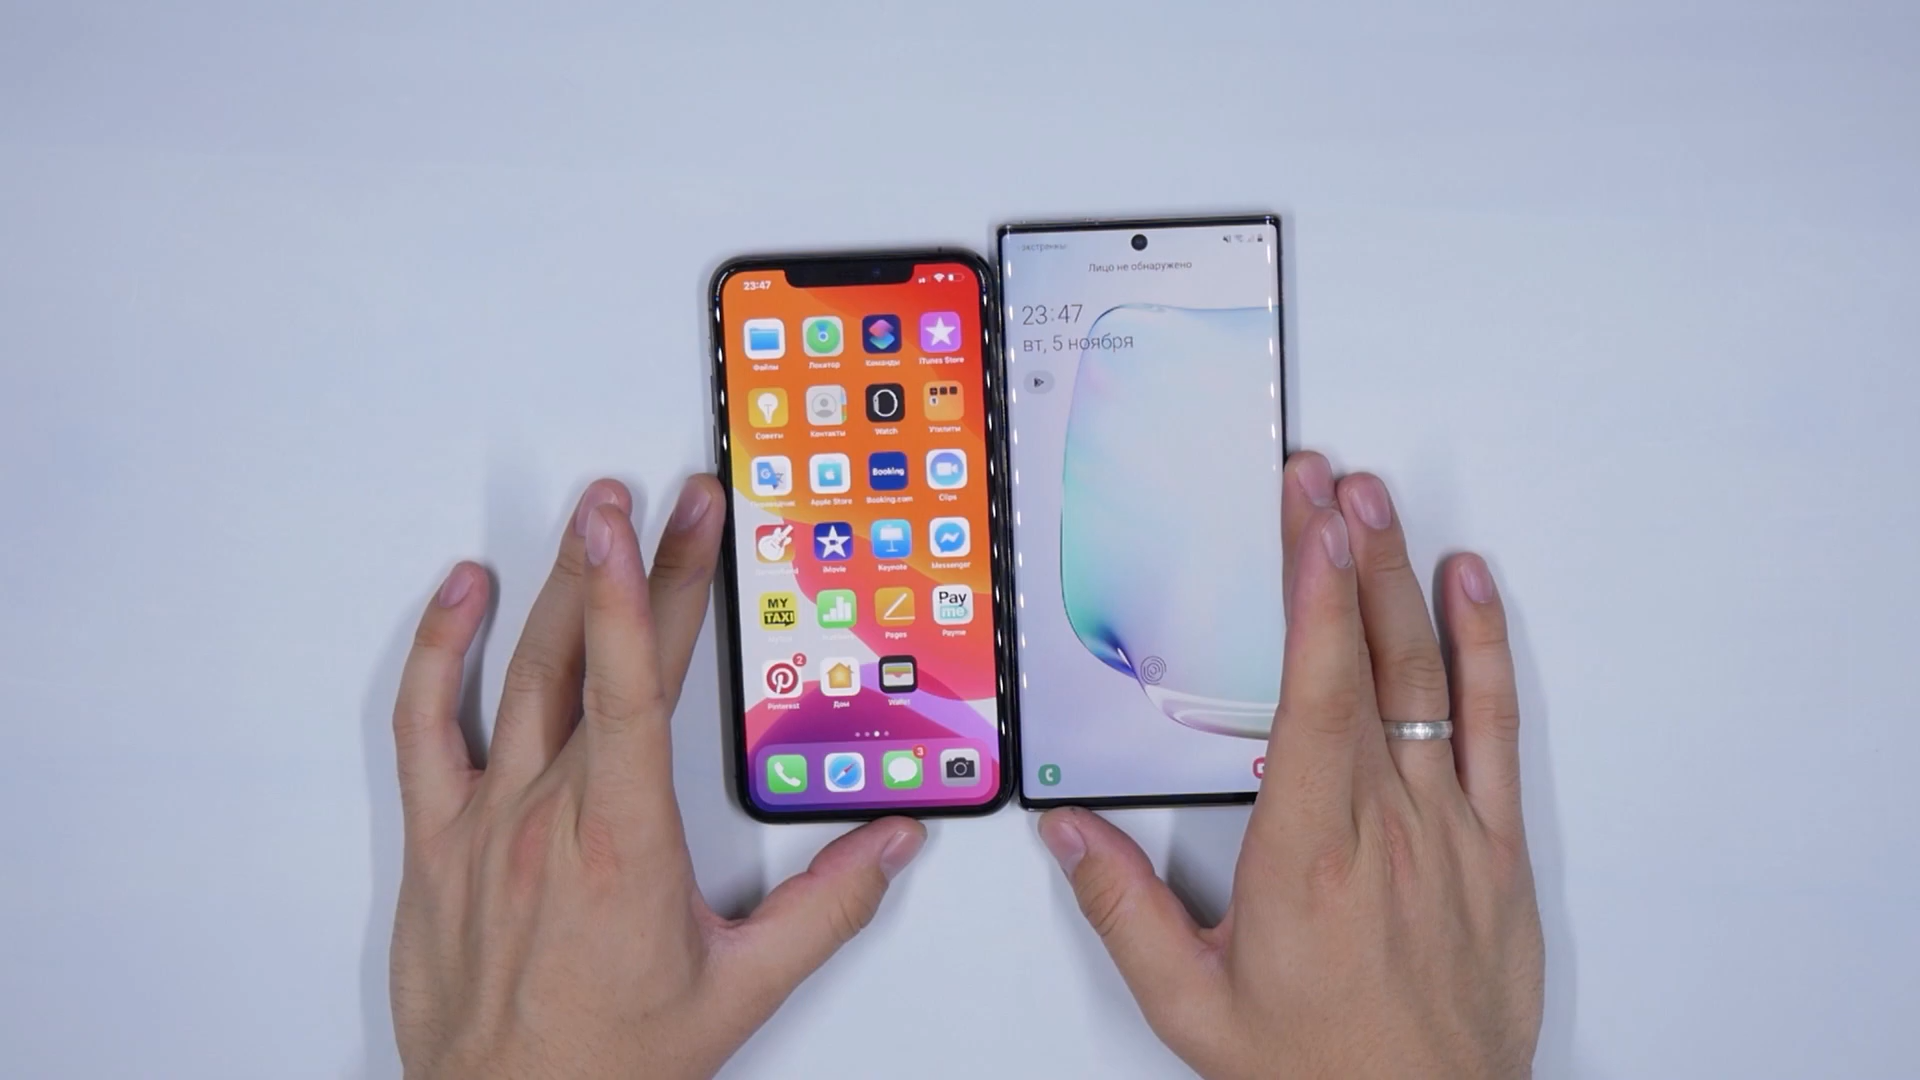 23:47
Файлы
Локатор
Команды
iTunes Store
Советы
Контакты
Watch
Утилиты
G
Apple Store
Booking
Booking.com
Clips
iMovie
Keynote
Messenger
MY
TAXI
Pages
Pay
me
Payme
2
Pinterest
Дом
Wallet
3
экстренны
Лицо не обнаружено
23:47
вт, 5 ноября